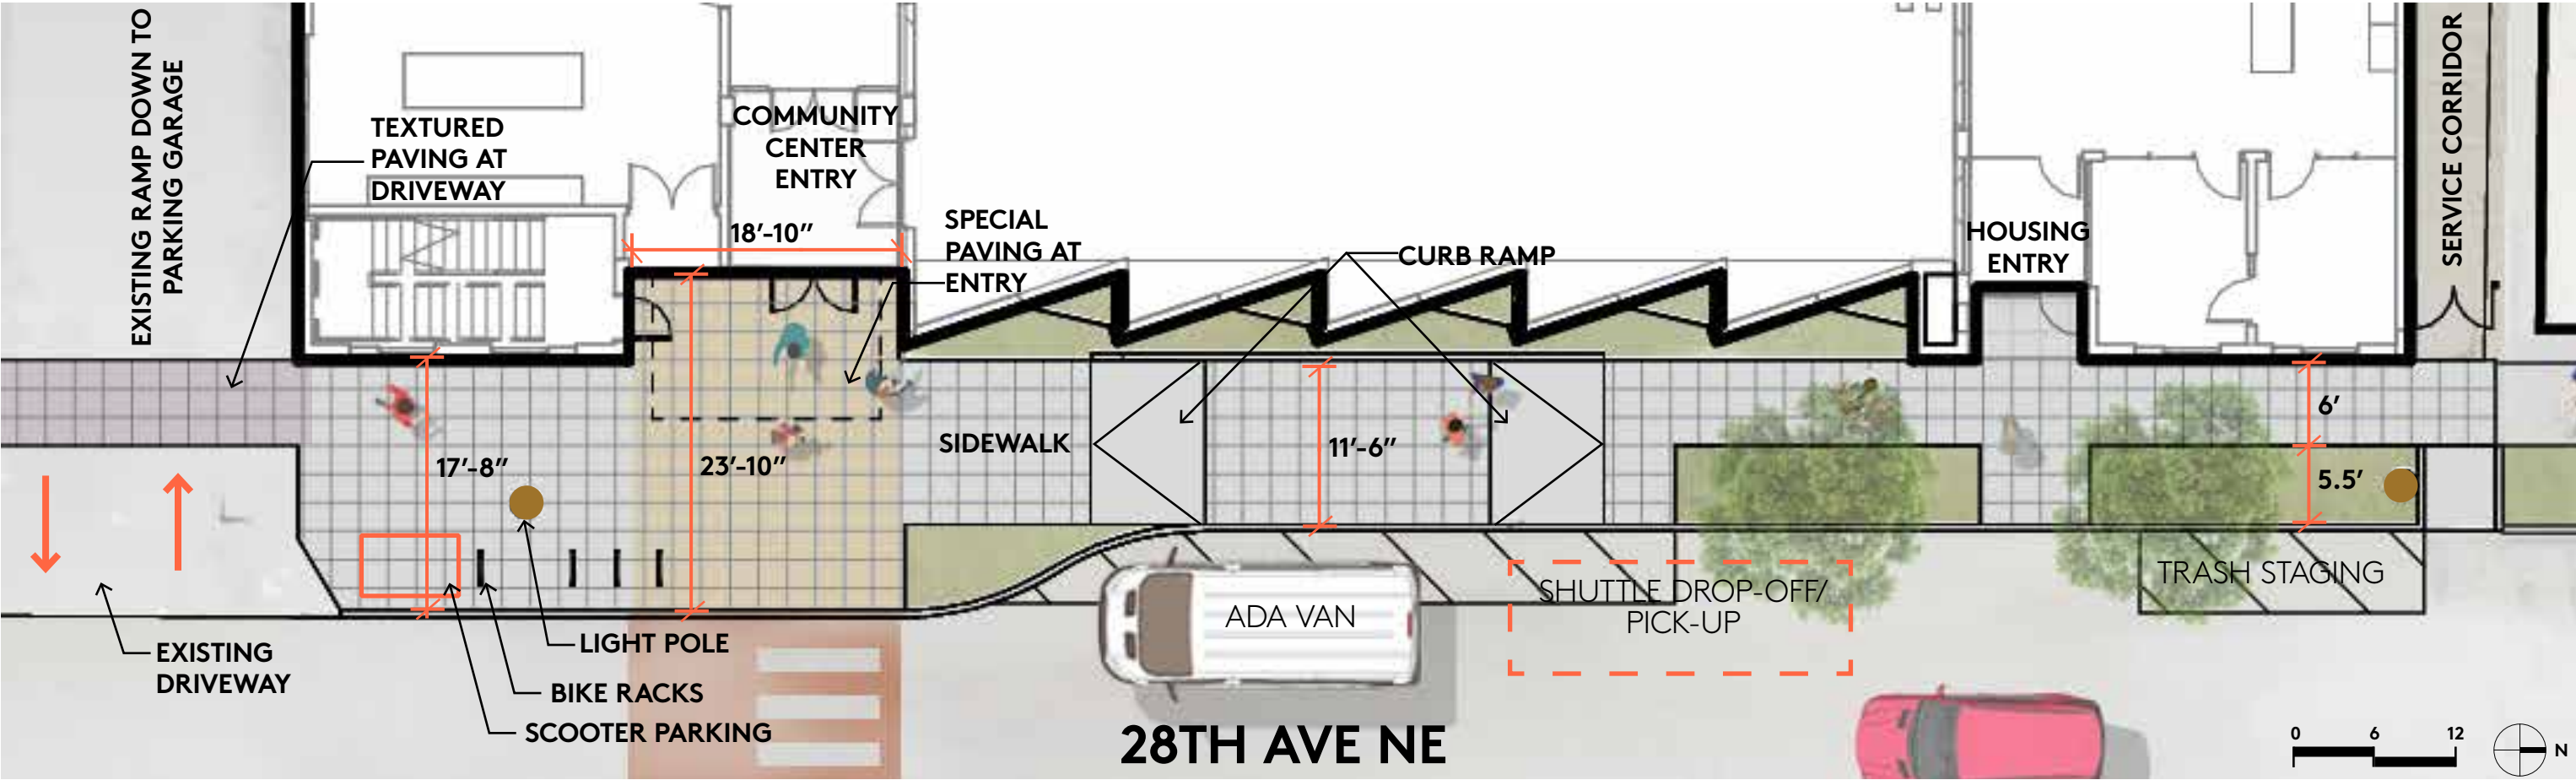 EXISTING RAMP DOWN TO
PARKING GARAGE
TEXTURED
PAVING AT
DRIVEWAY
COMMUNITY
CENTER
ENTRY
18’-10”
SPECIAL
PAVING AT
ENTRY
CURB RAMP
HOUSING
ENTRY
SERVICE CORRIDOR
17’-8”
23’-10”
SIDEWALK
11’-6”
6’
5.5’
EXISTING
DRIVEWAY
LIGHT POLE
BIKE RACKS
SCOOTER PARKING
ADA VAN
SHUTTLE DROP-OFF/
PICK-UP
TRASH STAGING
28TH AVE NE
0 6 12
N